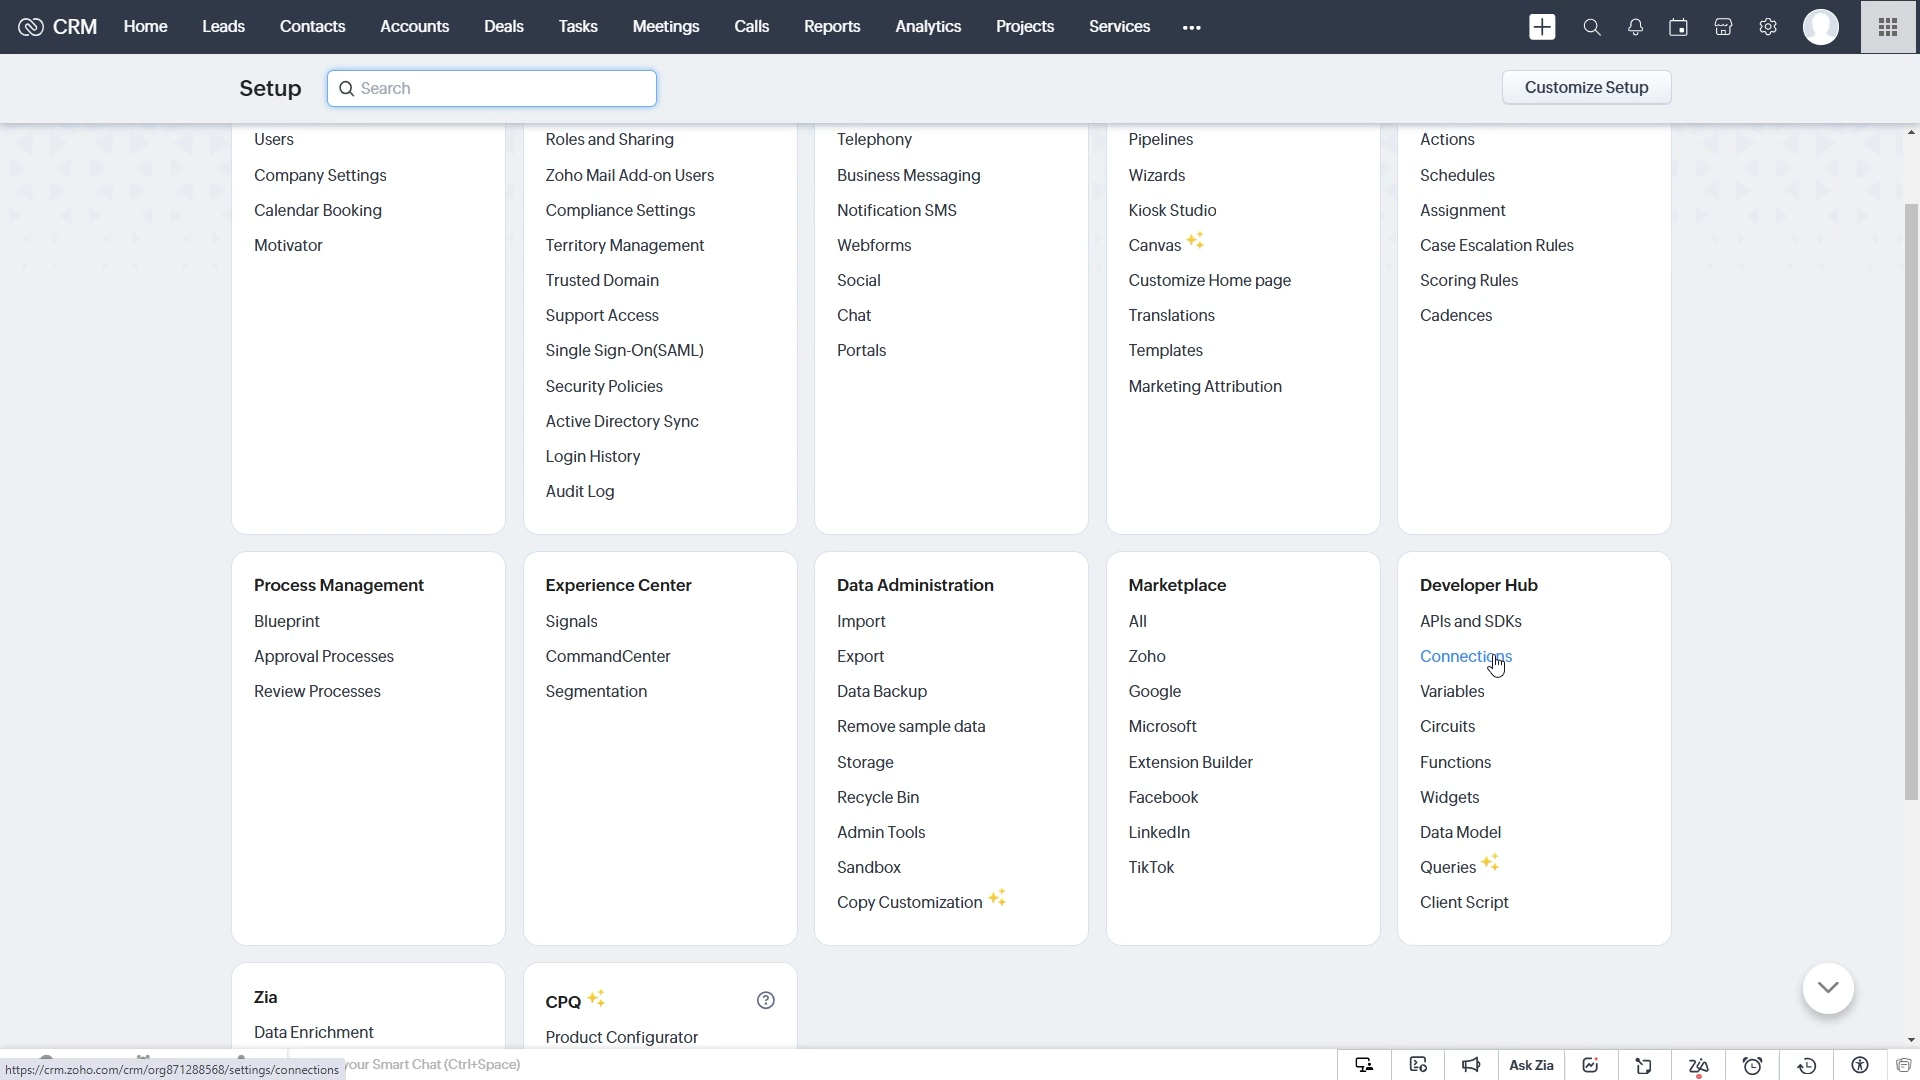 CRM Home Leads Contacts Accounts Deals Tasks Meetings Calls Reports Analytics Projects Services •••
Setup Search Customize Setup
Users
Company Settings
Calendar Booking
Motivator
Roles and Sharing
Zoho Mail Add-on Users
Compliance Settings
Territory Management
Trusted Domain
Support Access
Single Sign-On(SAML)
Security Policies
Active Directory Sync
Login History
Audit Log
Telephony
Business Messaging
Notification SMS
Webforms
Social
Chat
Portals
Pipelines
Wizards
Kiosk Studio
Canvas
Customize Home page
Translations
Templates
Marketing Attribution
Actions
Schedules
Assignment
Case Escalation Rules
Scoring Rules
Cadences
Process Management
Blueprint
Approval Processes
Review Processes
Experience Center
Signals
CommandCenter
Segmentation
Data Administration
Import
Export
Data Backup
Remove sample data
Storage
Recycle Bin
Admin Tools
Sandbox
Copy Customization
Marketplace
All
Zoho
Google
Microsoft
Extension Builder
Facebook
LinkedIn
TikTok
Developer Hub
APIs and SDKs
Connections
Variables
Circuits
Functions
Widgets
Data Model
Queries
Client Script
Zia
Data Enrichment
CPQ
Product Configurator
https://crm.zoho.com/crm/org871288568/settings/connections
your Smart Chat (Ctrl+Space)
Ask Zia